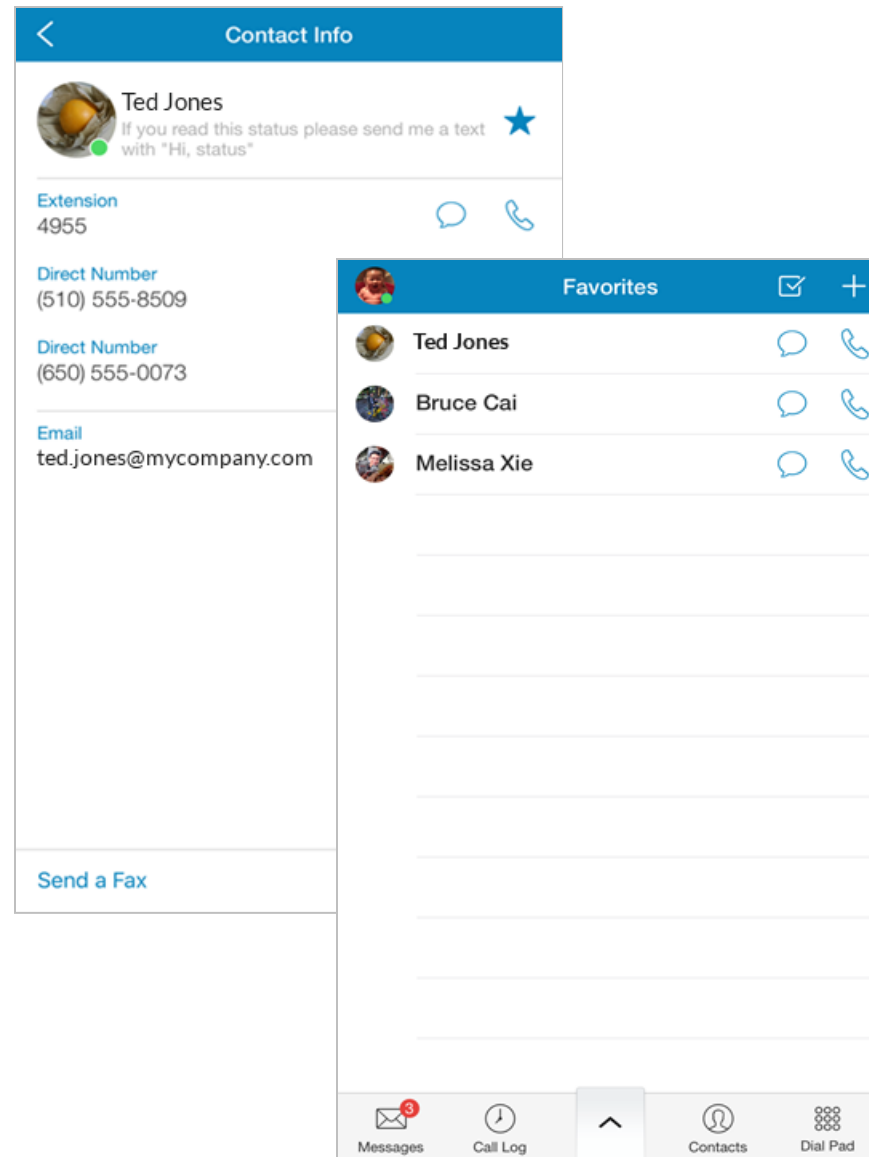 Contact Info
Ted Jones
If you read this status please send me a text
with "Hi, status"
Extension
4955
Direct Number
(510) 555-8509
Direct Number
(650) 555-0073
Email
ted.jones@mycompany.com
Send a Fax
Favorites
Ted Jones
Bruce Cai
Melissa Xie
3
Messages
Call Log
Contacts
Dial Pad